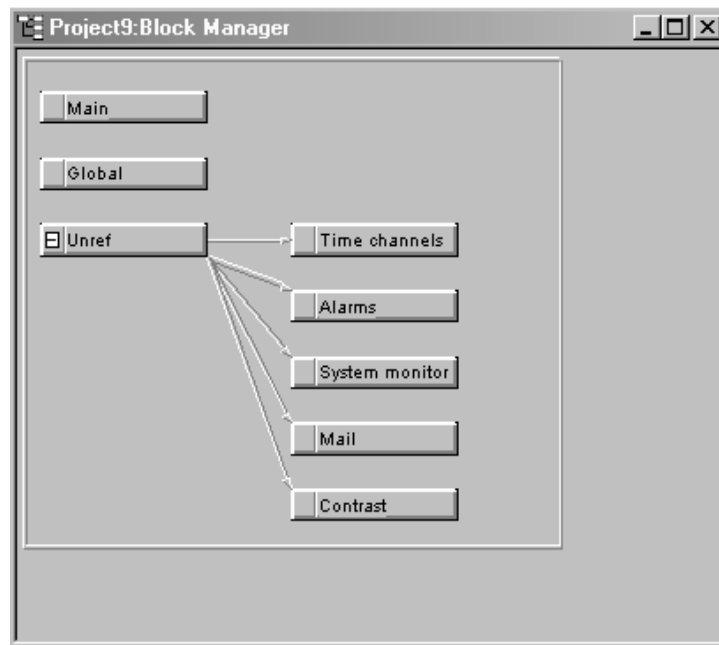 Project9:Block Manager
Main
Global
Unref
Time channels
Alarms
System monitor
Mail
Contrast